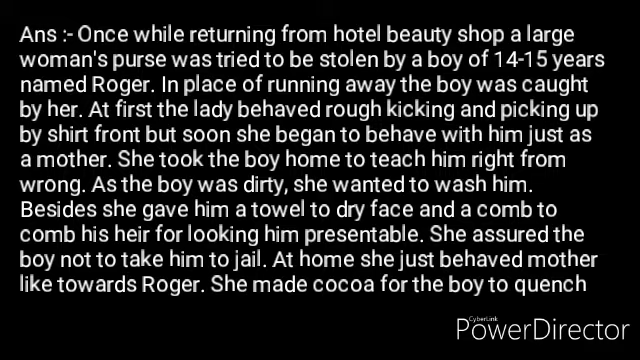 Ans :- Once while returning from hotel beauty shop a large
woman's purse was tried to be stolen by a boy of 14-15 years
named Roger. In place of running away the boy was caught
by her. At first the lady behaved rough kicking and picking up
by shirt front but soon she began to behave with him just as
a mother. She took the boy home to teach him right from
wrong. As the boy was dirty, she wanted to wash him.
Besides she gave him a towel to dry face and a comb to
comb his heir for looking him presentable. She assured the
boy not to take him to jail. At home she just behaved mother
like towards Roger. She made cocoa for the boy to quench
CyberLink
PowerDirector